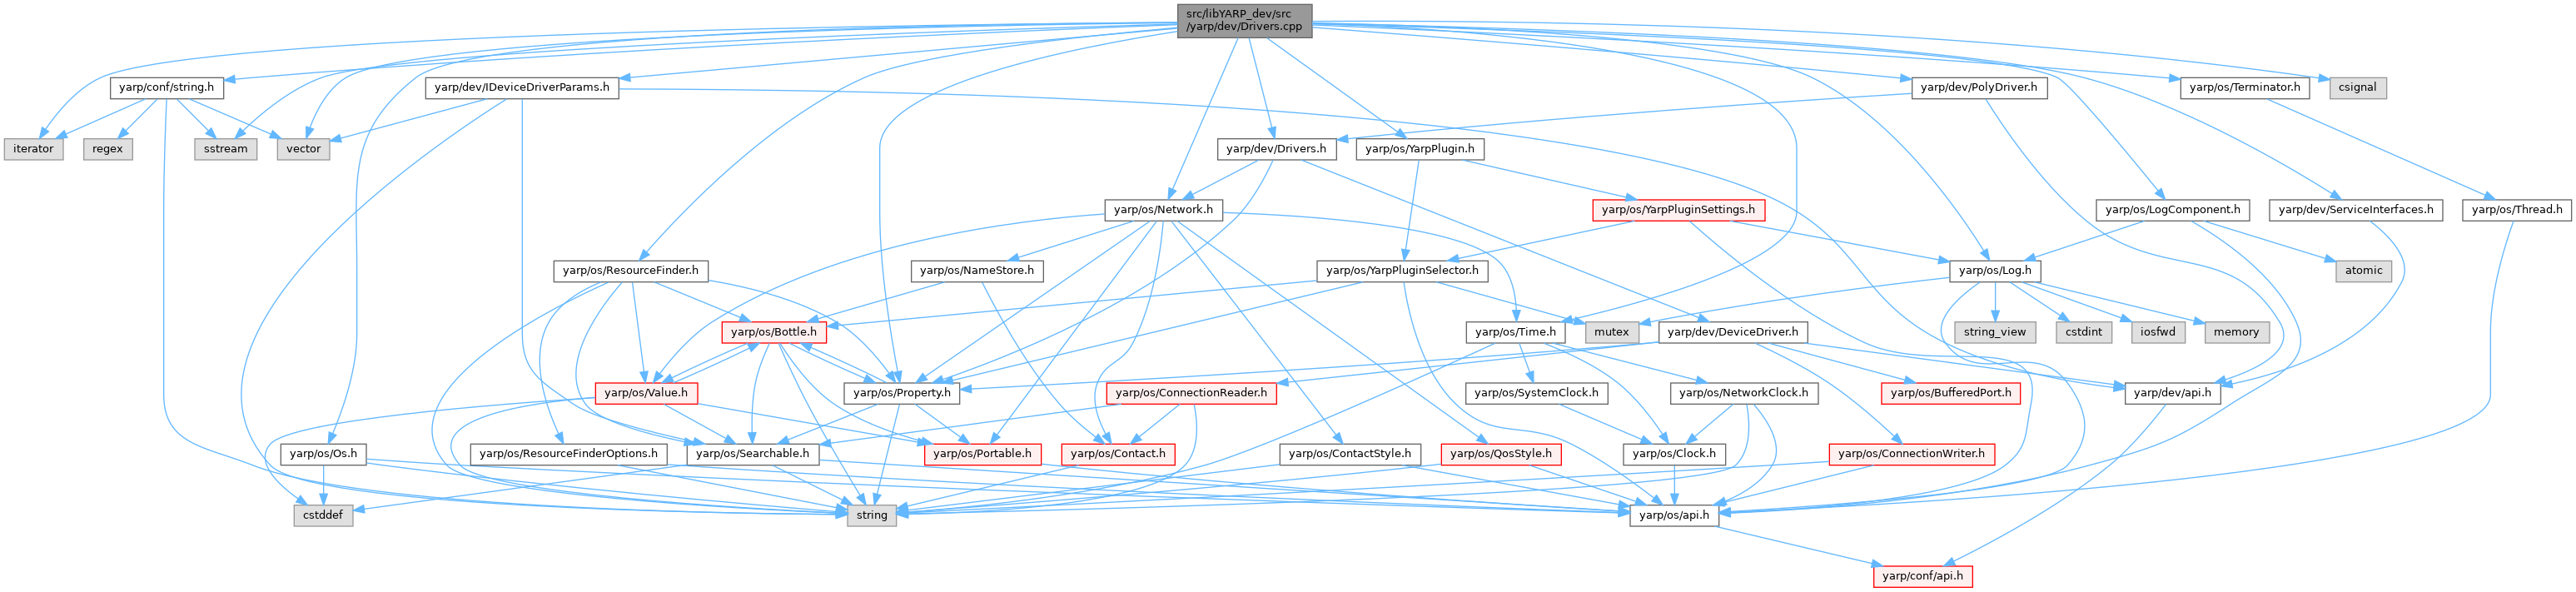 src/libYARP_dev/src
/yarp/dev/Drivers.cpp
yarp/conf/string.h
yarp/dev/IDeviceDriverParams.h
yarp/dev/PolyDriver.h
yarp/os/Terminator.h
csignal
iterator
regex
sstream
vector
yarp/dev/Drivers.h
yarp/os/YarpPlugin.h
yarp/os/Network.h
yarp/os/YarpPluginSettings.h
yarp/os/LogComponent.h
yarp/dev/ServiceInterfaces.h
yarp/os/Thread.h
yarp/os/ResourceFinder.h
yarp/os/NameStore.h
yarp/os/YarpPluginSelector.h
yarp/os/Log.h
atomic
yarp/os/Bottle.h
yarp/os/Time.h
mutex
yarp/dev/DeviceDriver.h
string_view
cstdint
iosfwd
memory
yarp/os/Value.h
yarp/os/Property.h
yarp/os/ConnectionReader.h
yarp/os/SystemClock.h
yarp/os/NetworkClock.h
yarp/os/BufferedPort.h
yarp/dev/api.h
yarp/os/Os.h
yarp/os/ResourceFinderOptions.h
yarp/os/Searchable.h
yarp/os/Portable.h
yarp/os/Contact.h
yarp/os/ContactStyle.h
yarp/os/QosStyle.h
yarp/os/Clock.h
yarp/os/ConnectionWriter.h
cstddef
string
yarp/os/api.h
yarp/conf/api.h